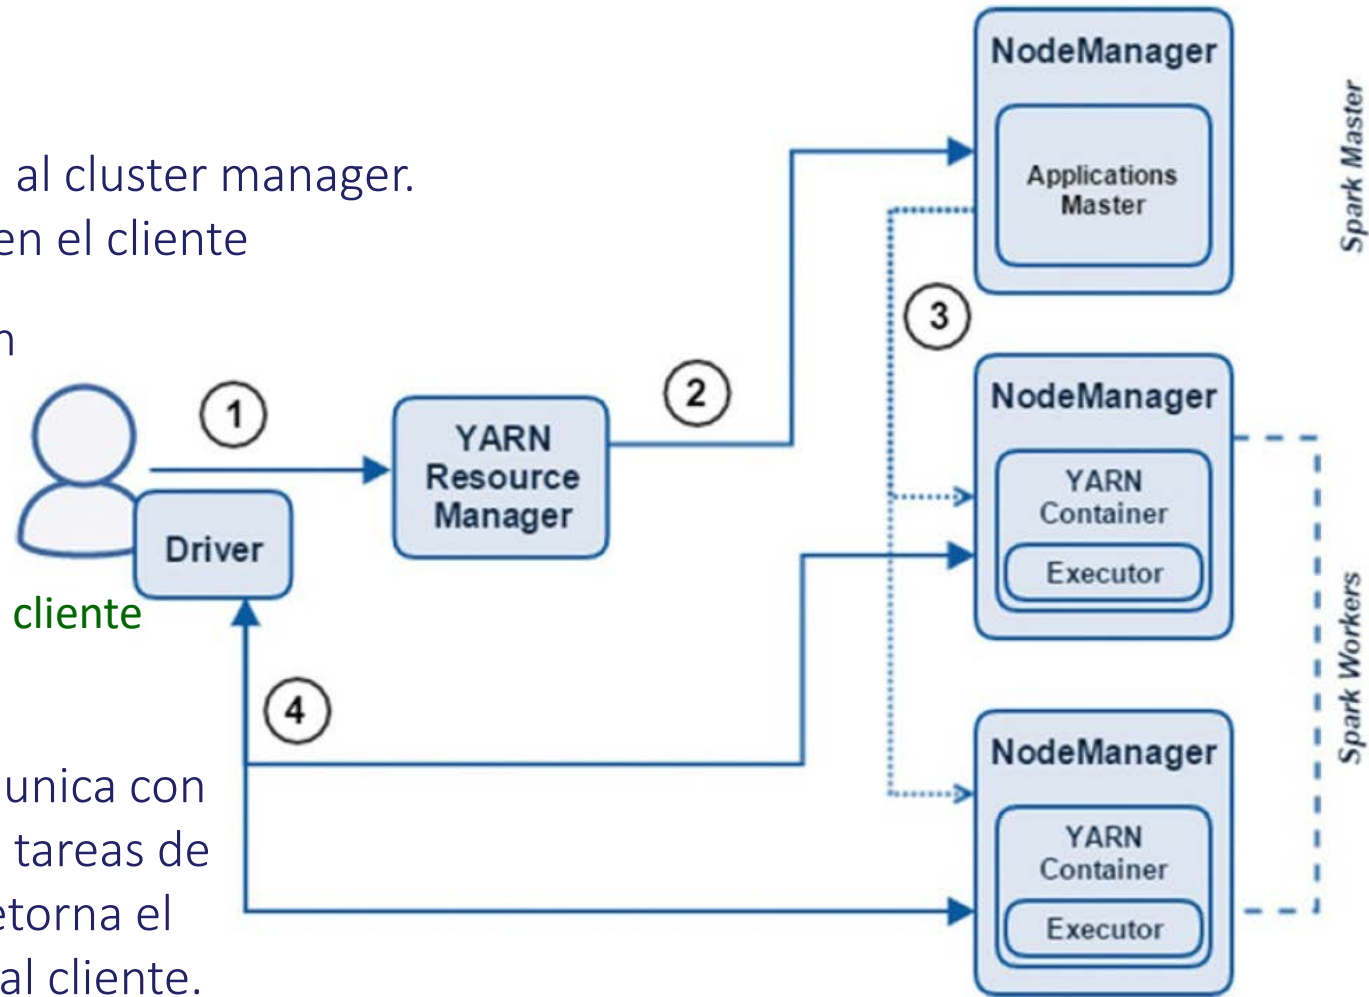 al cluster manager.
en el cliente
1
YARN
Resource
Manager
Driver
cliente
2
3
4
unica con
tareas de
etorna el
al cliente.
NodeManager
Applications
Master
Spark Master
NodeManager
YARN
Container
Executor
NodeManager
YARN
Container
Executor
Spark Workers